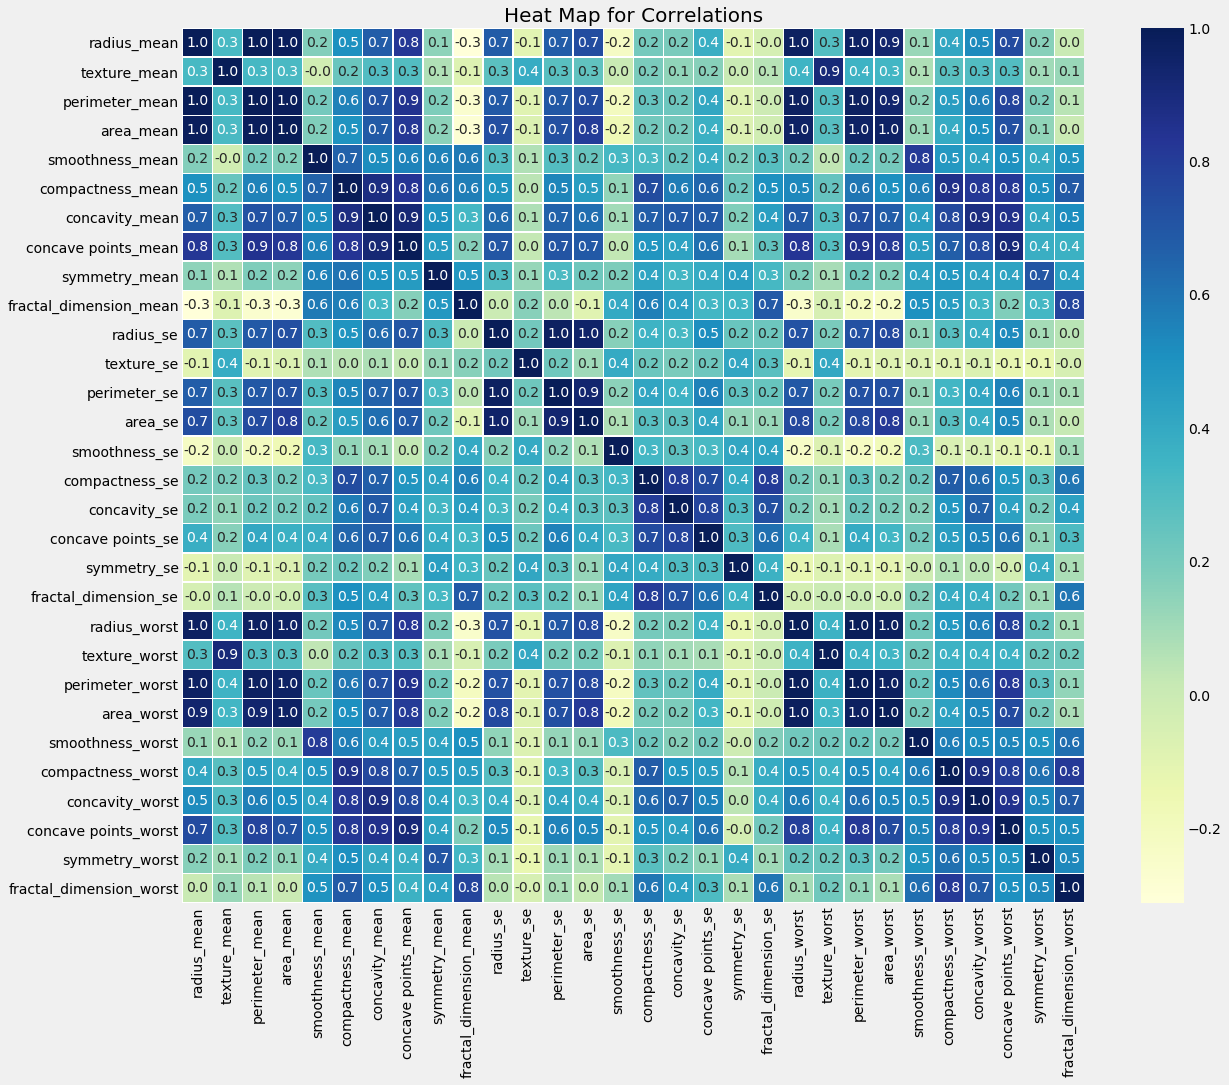 Heat Map for Correlations
radius_mean 1.0 0.3 1.0 1.0 0.2 0.5 0.7 0.8 0.1 -0.3 0.7 -0.1 0.7 0.7 -0.2 0.2 0.2 0.4 -0.1 -0.0 1.0 0.3 1.0 0.9 0.1 0.4 0.5 0.7 0.2 0.0
texture_mean 0.3 1.0 0.3 0.3 -0.0 0.2 0.3 0.3 0.1 -0.1 0.3 0.4 0.3 0.3 0.0 0.2 0.1 0.2 0.0 0.1 0.4 0.9 0.4 0.3 0.1 0.3 0.3 0.3 0.1 0.1
perimeter_mean 1.0 0.3 1.0 1.0 0.2 0.6 0.7 0.9 0.2 -0.3 0.7 -0.1 0.7 0.7 -0.2 0.3 0.2 0.4 -0.1 -0.0 1.0 0.3 1.0 0.9 0.2 0.5 0.6 0.8 0.2 0.1
area_mean 1.0 0.3 1.0 1.0 0.2 0.5 0.7 0.8 0.2 -0.3 0.7 -0.1 0.7 0.8 -0.2 0.2 0.2 0.4 -0.1 -0.0 1.0 0.3 1.0 1.0 0.1 0.4 0.5 0.7 0.1 0.0
smoothness_mean 0.2 -0.0 0.2 0.2 1.0 0.7 0.5 0.6 0.6 0.6 0.3 0.1 0.3 0.2 0.3 0.3 0.2 0.4 0.2 0.3 0.2 0.0 0.2 0.2 0.8 0.5 0.4 0.5 0.4 0.5
compactness_mean 0.5 0.2 0.6 0.5 0.7 1.0 0.9 0.8 0.6 0.6 0.5 0.0 0.5 0.5 0.1 0.7 0.6 0.6 0.2 0.5 0.5 0.2 0.6 0.5 0.6 0.9 0.8 0.8 0.5 0.7
concavity_mean 0.7 0.3 0.7 0.7 0.5 0.9 1.0 0.9 0.5 0.3 0.6 0.1 0.7 0.6 0.1 0.7 0.7 0.7 0.2 0.4 0.7 0.3 0.7 0.7 0.4 0.8 0.9 0.9 0.4 0.5
concave points_mean 0.8 0.3 0.9 0.8 0.6 0.8 0.9 1.0 0.5 0.2 0.7 0.0 0.7 0.7 0.0 0.5 0.4 0.6 0.1 0.3 0.8 0.3 0.9 0.8 0.5 0.7 0.8 0.9 0.4 0.4
symmetry_mean 0.1 0.1 0.2 0.2 0.6 0.6 0.5 0.5 1.0 0.5 0.3 0.1 0.3 0.2 0.2 0.4 0.3 0.4 0.4 0.3 0.2 0.1 0.2 0.2 0.4 0.5 0.4 0.4 0.7 0.4
fractal_dimension_mean -0.3 -0.1 -0.3 -0.3 0.6 0.6 0.3 0.2 0.5 1.0 0.0 0.2 0.0 -0.1 0.4 0.6 0.4 0.3 0.3 0.7 -0.3 -0.1 -0.2 -0.2 0.5 0.5 0.3 0.2 0.3 0.8
radius_se 0.7 0.3 0.7 0.7 0.3 0.5 0.6 0.7 0.3 0.0 1.0 0.2 1.0 1.0 0.2 0.4 0.3 0.5 0.2 0.2 0.7 0.2 0.7 0.8 0.1 0.3 0.4 0.5 0.1 0.0
texture_se -0.1 0.4 -0.1 -0.1 0.1 0.0 0.1 0.0 0.1 0.2 0.2 1.0 0.2 0.1 0.4 0.2 0.2 0.2 0.4 0.3 -0.1 0.4 -0.1 -0.1 -0.1 -0.1 -0.1 -0.1 -0.1 -0.0
perimeter_se 0.7 0.3 0.7 0.7 0.3 0.5 0.7 0.7 0.3 0.0 1.0 0.2 1.0 0.9 0.2 0.4 0.4 0.6 0.3 0.2 0.7 0.2 0.7 0.7 0.1 0.3 0.4 0.6 0.1 0.1
area_se 0.7 0.3 0.7 0.8 0.2 0.5 0.6 0.7 0.2 -0.1 1.0 0.1 0.9 1.0 0.1 0.3 0.3 0.4 0.1 0.1 0.8 0.2 0.8 0.8 0.1 0.3 0.4 0.5 0.1 0.0
smoothness_se -0.2 0.0 -0.2 -0.2 0.3 0.1 0.1 0.0 0.2 0.4 0.2 0.4 0.2 0.1 1.0 0.3 0.3 0.3 0.4 0.4 -0.2 -0.1 -0.2 -0.2 0.3 -0.1 -0.1 -0.1 -0.1 0.1
compactness_se 0.2 0.2 0.3 0.2 0.3 0.7 0.7 0.5 0.4 0.6 0.4 0.2 0.4 0.3 0.3 1.0 0.8 0.7 0.4 0.8 0.2 0.1 0.3 0.2 0.2 0.7 0.6 0.5 0.3 0.6
concavity_se 0.2 0.1 0.2 0.2 0.2 0.6 0.7 0.4 0.3 0.4 0.3 0.2 0.4 0.3 0.3 0.8 1.0 0.8 0.3 0.7 0.2 0.1 0.2 0.2 0.2 0.5 0.7 0.4 0.2 0.4
concave points_se 0.4 0.2 0.4 0.4 0.4 0.6 0.7 0.6 0.4 0.3 0.5 0.2 0.6 0.4 0.3 0.7 0.8 1.0 0.3 0.6 0.4 0.1 0.4 0.3 0.2 0.5 0.5 0.6 0.1 0.3
symmetry_se -0.1 0.0 -0.1 -0.1 0.2 0.2 0.2 0.1 0.4 0.3 0.2 0.4 0.3 0.1 0.4 0.4 0.3 0.3 1.0 0.4 -0.1 -0.1 -0.1 -0.1 -0.0 0.1 0.0 -0.0 0.4 0.1
fractal_dimension_se -0.0 0.1 -0.0 -0.0 0.3 0.5 0.4 0.3 0.3 0.7 0.2 0.3 0.2 0.1 0.4 0.8 0.7 0.6 0.4 1.0 -0.0 -0.0 -0.0 -0.0 0.2 0.4 0.4 0.2 0.1 0.6
radius_worst 1.0 0.4 1.0 1.0 0.2 0.5 0.7 0.8 0.2 -0.3 0.7 -0.1 0.7 0.8 -0.2 0.2 0.2 0.4 -0.1 -0.0 1.0 0.4 1.0 1.0 0.2 0.5 0.6 0.8 0.2 0.1
texture_worst 0.3 0.9 0.3 0.3 0.0 0.2 0.3 0.3 0.1 -0.1 0.2 0.4 0.2 0.2 -0.1 0.1 0.1 0.1 -0.1 -0.0 0.4 1.0 0.4 0.3 0.2 0.4 0.4 0.4 0.2 0.2
perimeter_worst 1.0 0.4 1.0 1.0 0.2 0.6 0.7 0.9 0.2 -0.2 0.7 -0.1 0.7 0.8 -0.2 0.3 0.2 0.4 -0.1 -0.0 1.0 0.4 1.0 1.0 0.2 0.5 0.6 0.8 0.3 0.1
area_worst 0.9 0.3 0.9 1.0 0.2 0.5 0.7 0.8 0.2 -0.2 0.8 -0.1 0.7 0.8 -0.2 0.2 0.2 0.3 -0.1 -0.0 1.0 0.3 1.0 1.0 0.2 0.4 0.5 0.7 0.2 0.1
smoothness_worst 0.1 0.1 0.2 0.1 0.8 0.6 0.4 0.5 0.4 0.5 0.1 -0.1 0.1 0.1 0.3 0.2 0.2 0.2 -0.0 0.2 0.2 0.2 0.2 0.2 1.0 0.6 0.5 0.5 0.5 0.6
compactness_worst 0.4 0.3 0.5 0.4 0.5 0.9 0.8 0.7 0.5 0.5 0.3 -0.1 0.3 0.3 -0.1 0.7 0.5 0.5 0.1 0.4 0.5 0.4 0.5 0.4 0.6 1.0 0.9 0.8 0.6 0.8
concavity_worst 0.5 0.3 0.6 0.5 0.4 0.8 0.9 0.8 0.4 0.3 0.4 -0.1 0.4 0.4 -0.1 0.6 0.7 0.5 0.0 0.4 0.6 0.4 0.6 0.5 0.5 0.9 1.0 0.9 0.5 0.7
concave points_worst 0.7 0.3 0.8 0.7 0.5 0.8 0.9 0.9 0.4 0.2 0.5 -0.1 0.6 0.5 -0.1 0.5 0.4 0.6 -0.0 0.2 0.8 0.4 0.8 0.7 0.5 0.8 0.9 1.0 0.5 0.5
symmetry_worst 0.2 0.1 0.2 0.1 0.4 0.5 0.4 0.4 0.7 0.3 0.1 -0.1 0.1 0.1 -0.1 0.3 0.2 0.1 0.4 0.1 0.2 0.2 0.3 0.2 0.5 0.6 0.5 0.5 1.0 0.5
fractal_dimension_worst 0.0 0.1 0.1 0.0 0.5 0.7 0.5 0.4 0.4 0.8 0.0 -0.0 0.1 0.0 0.1 0.6 0.4 0.3 0.1 0.6 0.1 0.2 0.1 0.1 0.6 0.8 0.7 0.5 0.5 1.0
radius_mean
texture_mean
perimeter_mean
area_mean
smoothness_mean
compactness_mean
concavity_mean
concave points_mean
symmetry_mean
fractal_dimension_mean
radius_se
texture_se
perimeter_se
area_se
smoothness_se
compactness_se
concavity_se
concave points_se
symmetry_se
fractal_dimension_se
radius_worst
texture_worst
perimeter_worst
area_worst
smoothness_worst
compactness_worst
concavity_worst
concave points_worst
symmetry_worst
fractal_dimension_worst
1.0
0.8
0.6
0.4
0.2
0.0
−0.2